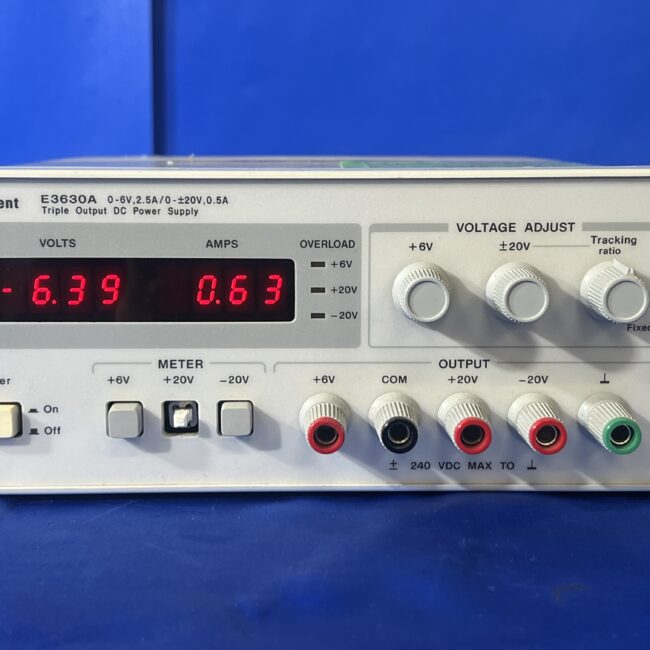 ent E3630A 0-6V,2.5A/0-±20V,0.5A
Triple Output DC Power Supply
VOLTS AMPS OVERLOAD
- 6.39 0.63
+6V
+20V
-20V
VOLTAGE ADJUST
+6V ±20V Tracking
ratio
Fixed
er
On
Off
METER
+6V +20V -20V
OUTPUT
+6V COM +20V -20V ⊥
± 240 VDC MAX TO ⊥